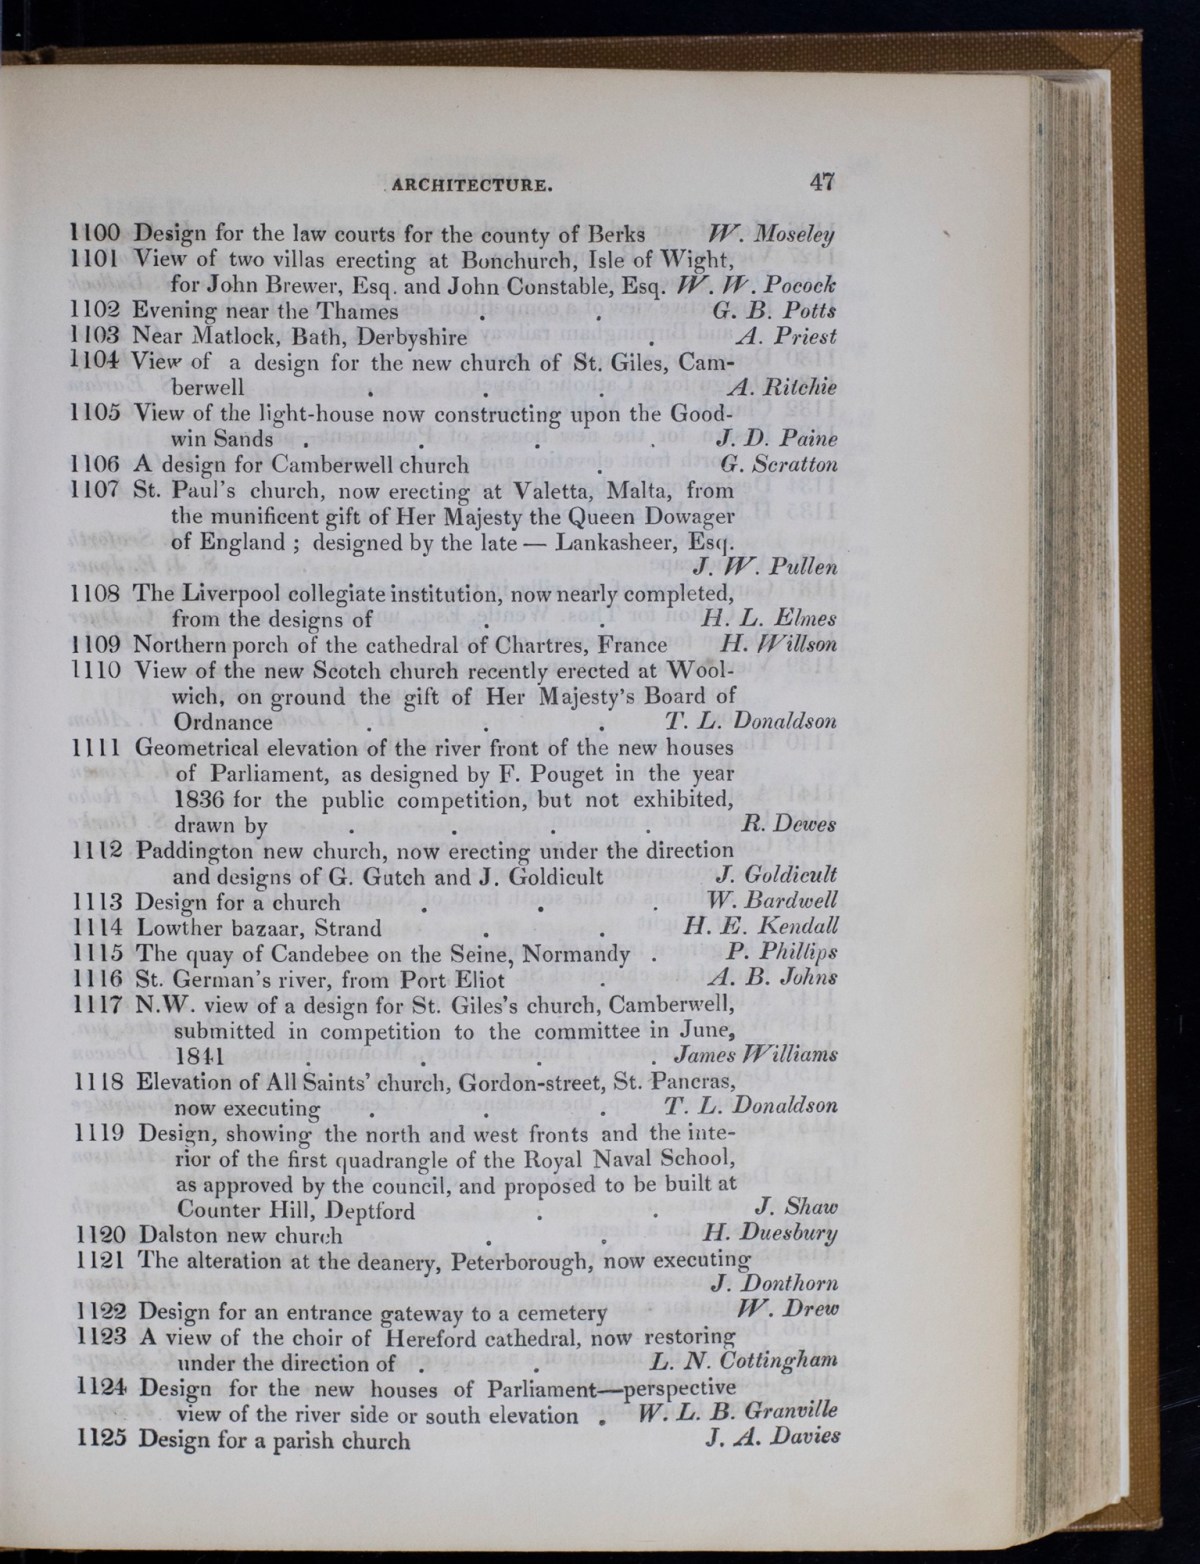 ARCHITECTURE. 47
1100 Design for the law courts for the county of Berks W. Moseley
1101 View of two villas erecting at Bonchurch, Isle of Wight,
for John Brewer, Esq. and John Constable, Esq. W. W. Pocock
1102 Evening near the Thames . . G. B. Potts
1103 Near Matlock, Bath, Derbyshire . A. Priest
1104 View of a design for the new church of St. Giles, Cam-
berwell . . . A. Ritchie
1105 View of the light-house now constructing upon the Good-
win Sands . . . . J. D. Paine
1106 A design for Camberwell church . G. Scratton
1107 St. Paul's church, now erecting at Valetta, Malta, from
the munificent gift of Her Majesty the Queen Dowager
of England ; designed by the late — Lankasheer, Esq.
J. W. Pullen
1108 The Liverpool collegiate institution, now nearly completed,
from the designs of . . H. L. Elmes
1109 Northern porch of the cathedral of Chartres, France H. Willson
1110 View of the new Scotch church recently erected at Wool-
wich, on ground the gift of Her Majesty's Board of
Ordnance . . . T. L. Donaldson
1111 Geometrical elevation of the river front of the new houses
of Parliament, as designed by F. Pouget in the year
1836 for the public competition, but not exhibited,
drawn by . . . . R. Dewes
1112 Paddington new church, now erecting under the direction
and designs of G. Gutch and J. Goldicult J. Goldicult
1113 Design for a church . . . W. Bardwell
1114 Lowther bazaar, Strand . . H. E. Kendall
1115 The quay of Candebee on the Seine, Normandy . P. Phillips
1116 St. German's river, from Port Eliot . A. B. Johns
1117 N.W. view of a design for St. Giles's church, Camberwell,
submitted in competition to the committee in June,
1841 . . . . James Williams
1118 Elevation of All Saints' church, Gordon-street, St. Pancras,
now executing . . . T. L. Donaldson
1119 Design, showing the north and west fronts and the inte-
rior of the first quadrangle of the Royal Naval School,
as approved by the council, and proposed to be built at
Counter Hill, Deptford . . J. Shaw
1120 Dalston new church . . H. Duesbury
1121 The alteration at the deanery, Peterborough, now executing
J. Donthorn
1122 Design for an entrance gateway to a cemetery W. Drew
1123 A view of the choir of Hereford cathedral, now restoring
under the direction of . . L. N. Cottingham
1124 Design for the new houses of Parliament—perspective
view of the river side or south elevation . W. L. B. Granville
1125 Design for a parish church J. A. Davies